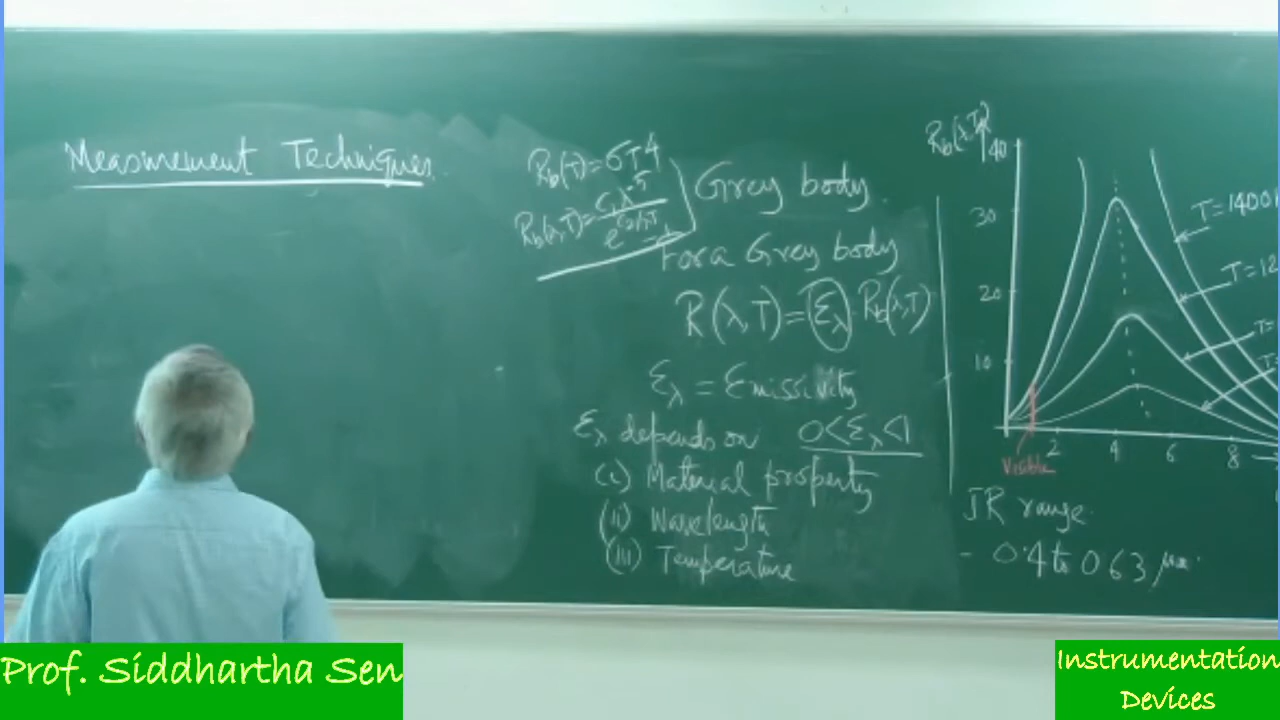 Measurement Techniques.
R_b(T)=σT4
R_b(λ,T)=C₁λ^-5 / e^C₂/λT -1
Grey body.
For a Grey body
R(λ,T)=ε_λ.R_b(λ,T)
ε_λ = Emissivity
ε_λ depends on 0<ε_λ<1
(i) Material property
(ii) Wavelength
(iii) Temperature
R_b(λ,T)
40
30
20
10
2 4 6 8
T=1400
T=12
T=
T=
Visible
IR range.
- 0.4 to 0.63 μm.
Prof. Siddhartha Sen
Instrumentation
Devices